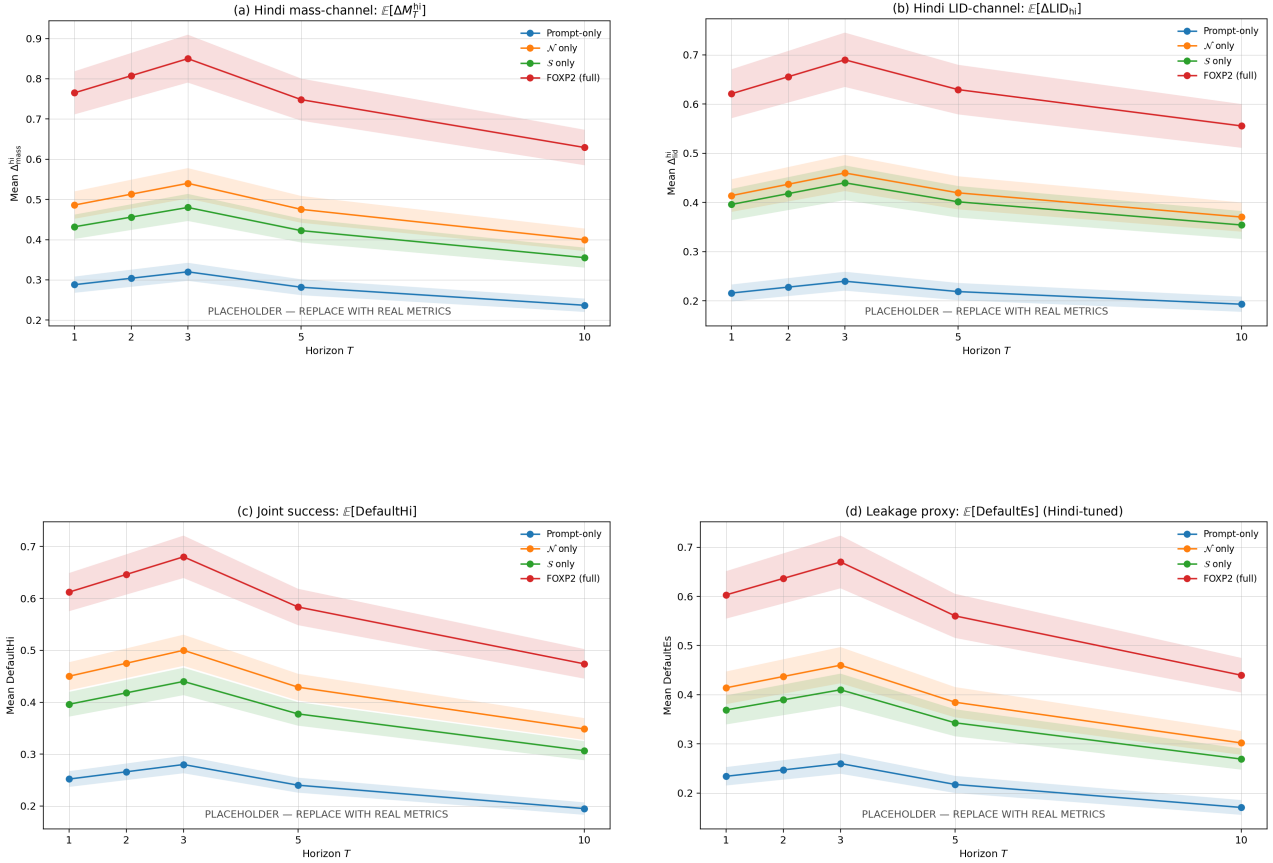 (a) Hindi mass-channel: 𝔼[ΔM_T^hi]
Mean Δ_mass^hi
0.9
0.8
0.7
0.6
0.5
0.4
0.3
0.2
Prompt-only
𝒩 only
𝒮 only
FOXP2 (full)
PLACEHOLDER — REPLACE WITH REAL METRICS
1 2 3 5 10
Horizon T
(b) Hindi LID-channel: 𝔼[ΔLID_hi]
Mean Δ_lid^hi
0.7
0.6
0.5
0.4
0.3
0.2
Prompt-only
𝒩 only
𝒮 only
FOXP2 (full)
PLACEHOLDER — REPLACE WITH REAL METRICS
1 2 3 5 10
Horizon T
(c) Joint success: 𝔼[DefaultHi]
Mean DefaultHi
0.7
0.6
0.5
0.4
0.3
0.2
Prompt-only
𝒩 only
𝒮 only
FOXP2 (full)
PLACEHOLDER — REPLACE WITH REAL METRICS
1 2 3 5 10
Horizon T
(d) Leakage proxy: 𝔼[DefaultEs] (Hindi-tuned)
Mean DefaultEs
0.7
0.6
0.5
0.4
0.3
0.2
Prompt-only
𝒩 only
𝒮 only
FOXP2 (full)
PLACEHOLDER — REPLACE WITH REAL METRICS
1 2 3 5 10
Horizon T